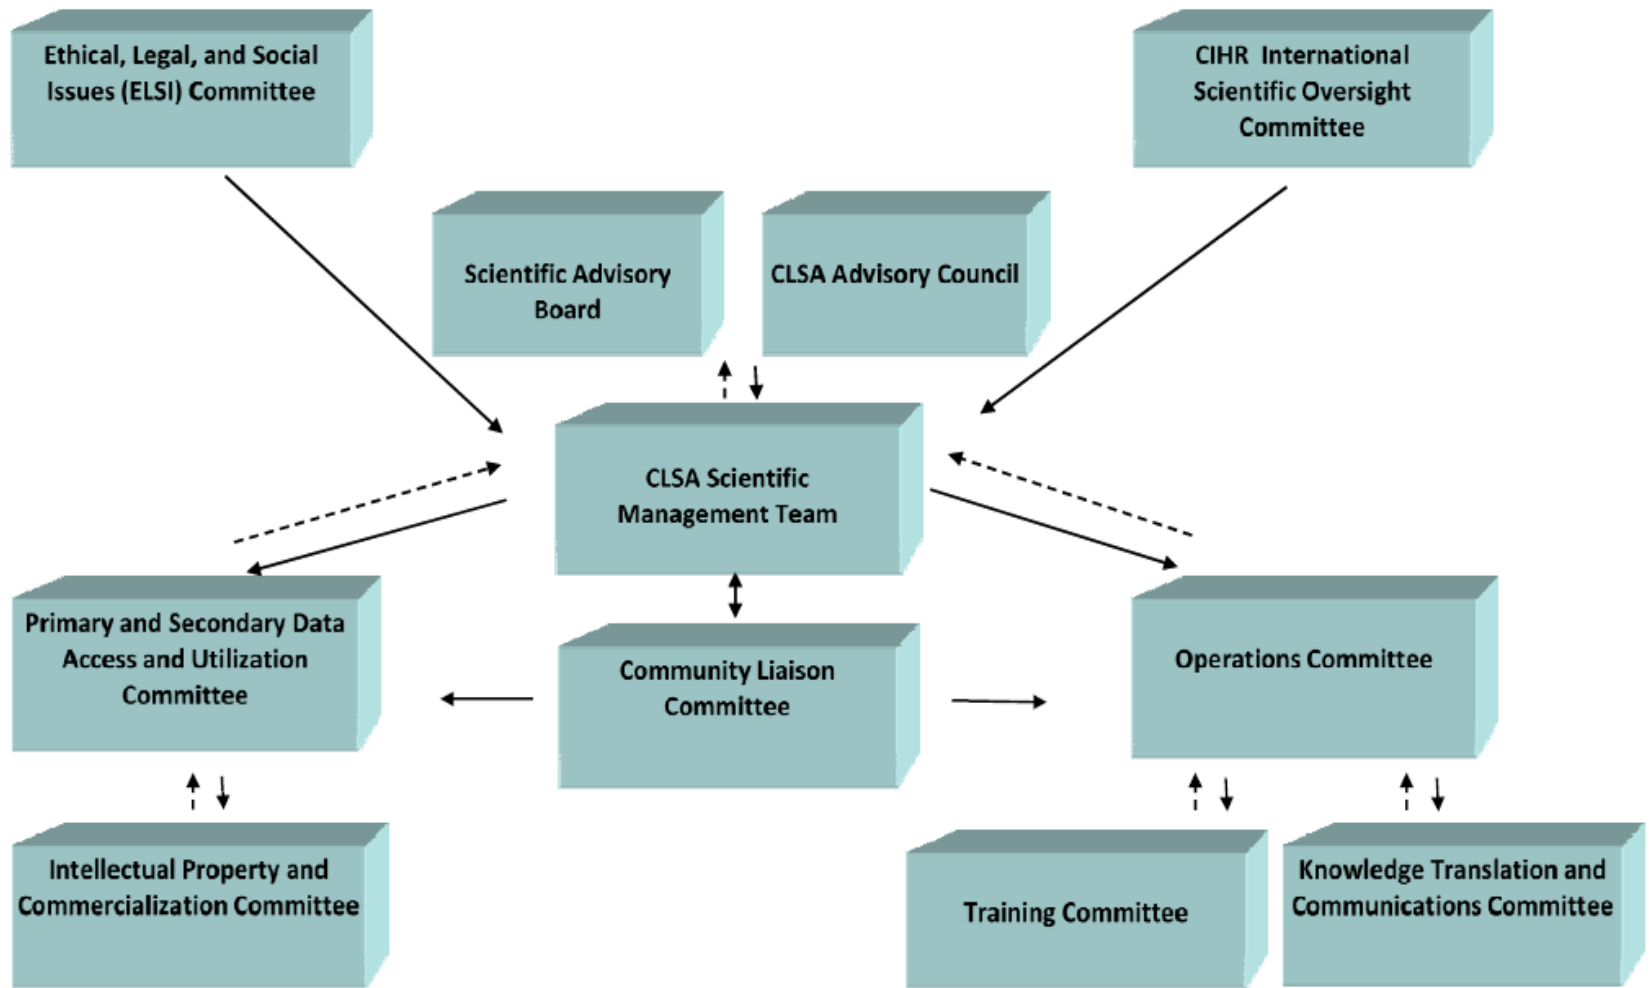 Ethical, Legal, and Social
Issues (ELSI) Committee
CIHR  International
Scientific Oversight
Committee
Scientific Advisory
Board
CLSA Advisory Council
CLSA Scientific
Management Team
Primary and Secondary Data
Access and Utilization
Committee
Community Liaison
Committee
Operations Committee
Intellectual Property and
Commercialization Committee
Training Committee
Knowledge Translation and
Communications Committee